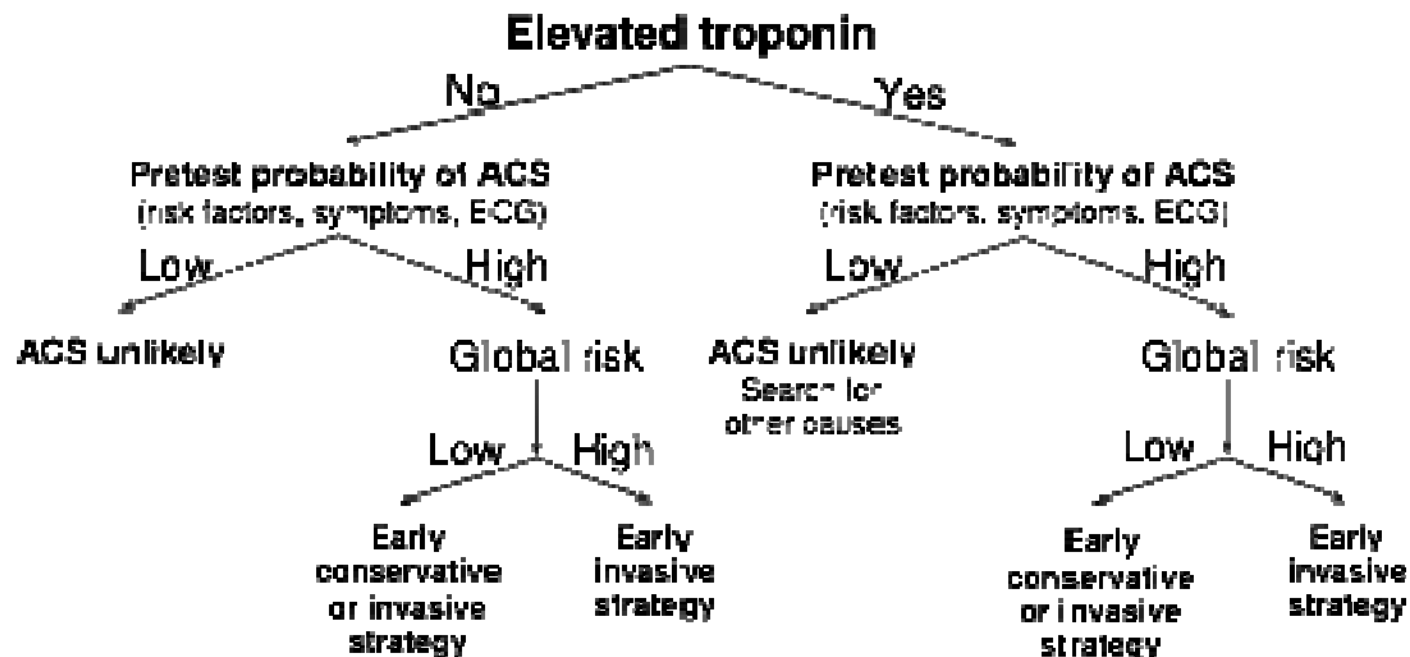 Elevated troponin
No
Yes
Pretest probability of ACS
(risk factors, symptoms, ECG)
Pretest probability of ACS
(risk factors, symptoms, ECG)
Low
High
Low
High
ACS unlikely
Global risk
ACS unlikely
Search for
other causes
Global risk
Low
High
Low
High
Early
conservative
or invasive
strategy
Early
invasive
strategy
Early
conservative
or invasive
strategy
Early
invasive
strategy